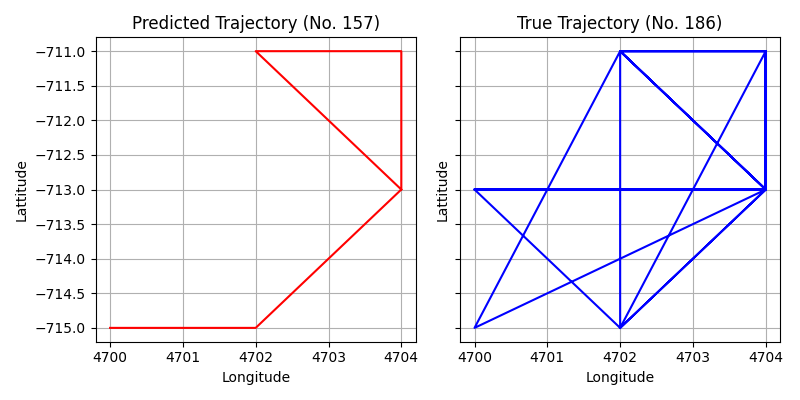 Predicted Trajectory (No. 157)
True Trajectory (No. 186)
−711.0
−711.5
−712.0
−712.5
−713.0
−713.5
−714.0
−714.5
−715.0
Lattitude
Lattitude
4700 4701 4702 4703 4704
4700 4701 4702 4703 4704
Longitude
Longitude